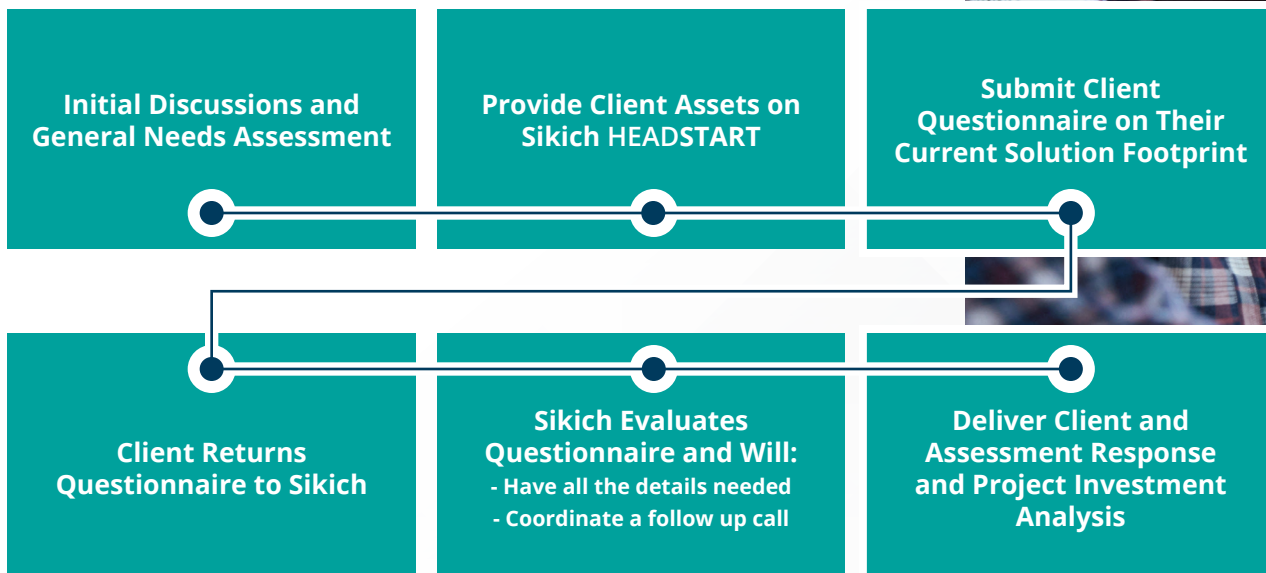 Initial Discussions and
General Needs Assessment
Provide Client Assets on
Sikich HEADSTART
Submit Client
Questionnaire on Their
Current Solution Footprint
Client Returns
Questionnaire to Sikich
Sikich Evaluates
Questionnaire and Will:
- Have all the details needed
- Coordinate a follow up call
Deliver Client and
Assessment Response
and Project Investment
Analysis